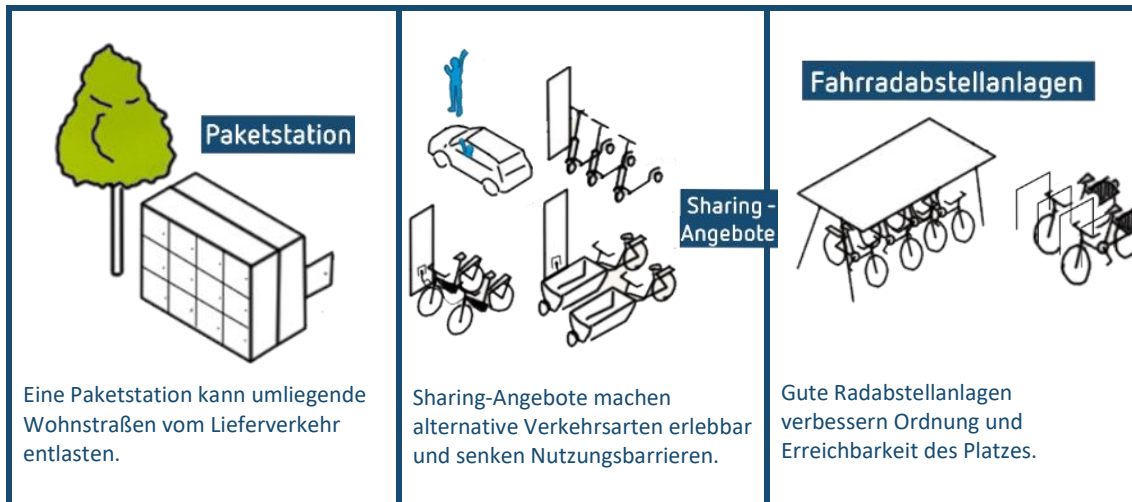 Paketstation
Eine Paketstation kann umliegende
Wohnstraßen vom Lieferverkehr
entlasten.
Sharing -
Angebote
Sharing-Angebote machen
alternative Verkehrsarten erlebbar
und senken Nutzungsbarrieren.
Fahrradabstellanlagen
Gute Radabstellanlagen
verbessern Ordnung und
Erreichbarkeit des Platzes.